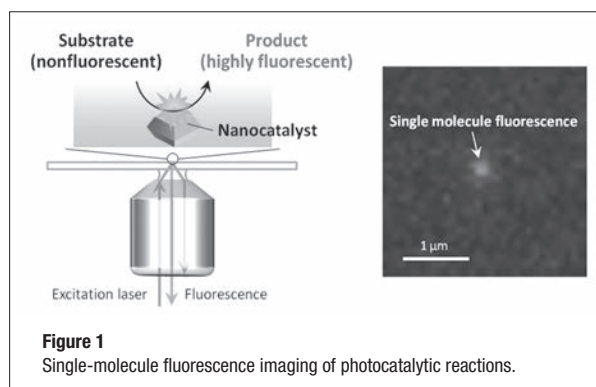 Substrate
(nonfluorescent)
Product
(highly fluorescent)
Nanocatalyst
Excitation laser
Fluorescence
Single molecule fluorescence
1 μm
Figure 1
Single-molecule fluorescence imaging of photocatalytic reactions.